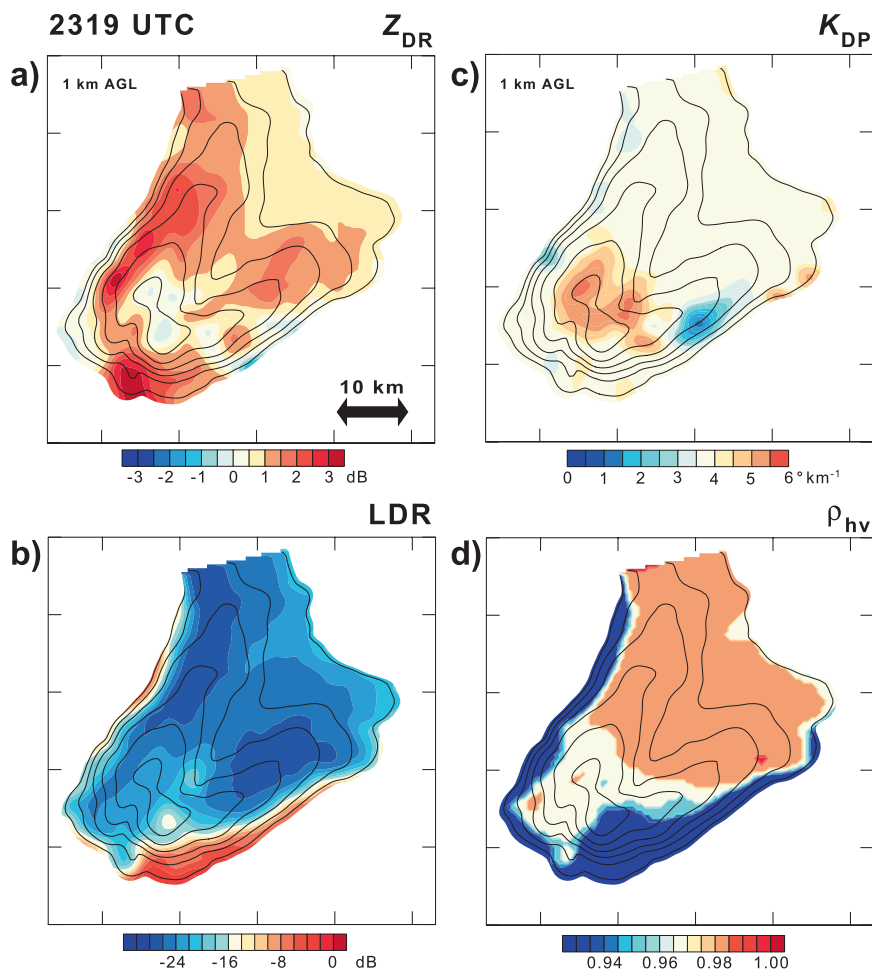 2319 UTC
Z_DR
K_DP
a)
1 km AGL
c)
1 km AGL
10 km
-3 -2 -1 0 1 2 3 dB
0 1 2 3 4 5 6° km⁻¹
LDR
ρ_hv
b)
d)
-24 -16 -8 0 dB
0.94 0.96 0.98 1.00